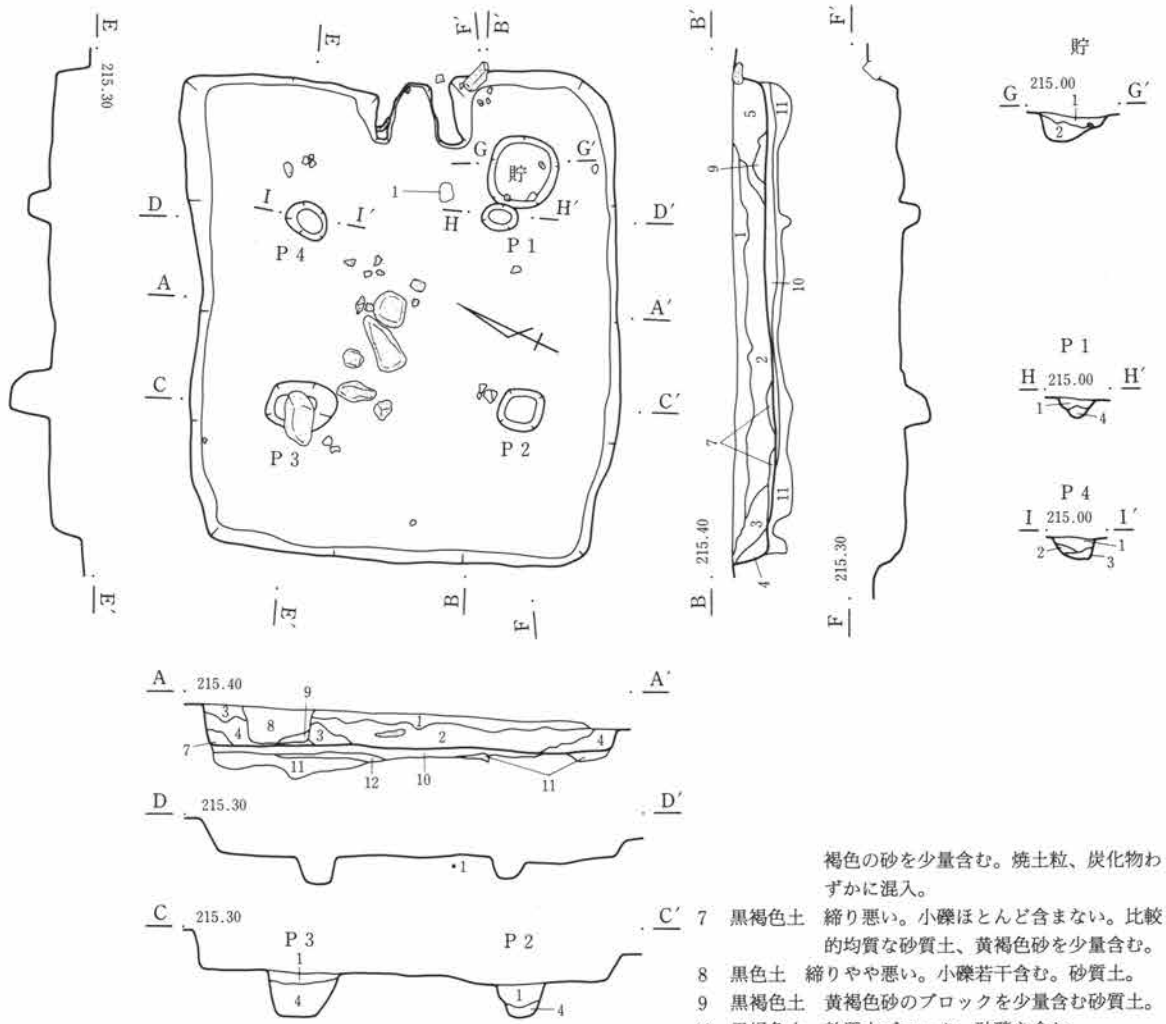 E
215.30
E
F′
B′
G
G′
貯
1
H
H′
P 1
D
D′
I
I′
P 4
A
A′
C
C′
P 3
P 2
E′
E′
B
F
B′
5
11
9
1
10
2
7
3
11
4
B
215.40
F′
F
215.30
貯
G
215.00
G′
1
2
P 1
H 215.00 H′
1
4
P 4
I 215.00 I′
2
1
3
A
215.40
A′
3
9
8
4
3
1
2
4
7
11
12
10
11
D
215.30
D′
1
C
215.30
C′
P 3
P 2
1
4
1
4
褐色の砂を少量含む。焼土粒、炭化物わ
ずかに混入。
7 黒褐色土 締り悪い。小礫ほとんど含まない。比較
的均質な砂質土、黄褐色砂を少量含む。
8 黒色土 締りやや悪い。小礫若干含む。砂質土。
9 黒褐色土 黄褐色砂のブロックを少量含む砂質土。